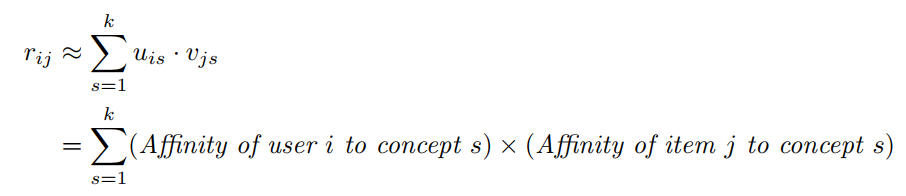 r_{ij} ≈ \sum_{s=1}^{k} u_{is} · v_{js}
= \sum_{s=1}^{k} (Affinity of user i to concept s) × (Affinity of item j to concept s)